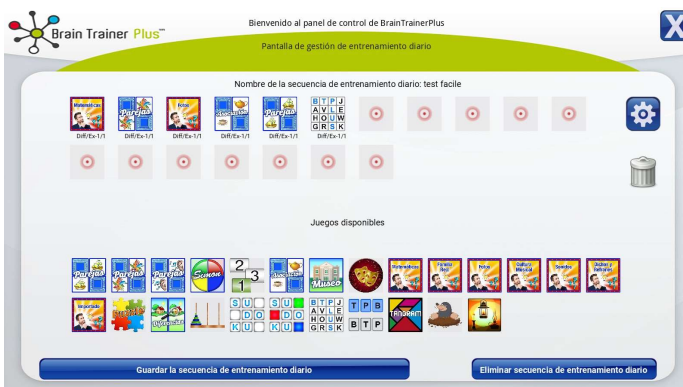 Brain Trainer Plus™
Bienvenido al panel de control de BrainTrainerPlus
X
Pantalla de gestión de entrenamiento diario
Nombre de la secuencia de entrenamiento diario: test facile
Matemáticas
Parejas
Fotos
Asociación
Parejas
B T P J
A V L E
H O U W
G R S K
Diff/Ex-1/1 Diff/Ex-1/1 Diff/Ex-1/1 Diff/Ex-1/1 Diff/Ex-1/1 Diff/Ex-1/1
Juegos disponibles
Parejas
Parejas
Parejas
Simon
2
3
1
Asociación
Museo
Matemáticas
Fotos
Cultura Musical
Sonidos
Dichos y Refranes
Diferencias
S U
D O
K U
S U
D O
K U
B T P J
A V L E
H O U W
G R S K
T P B
B T P
TANGRAM
Guardar la secuencia de entrenamiento diario
Eliminar secuencia de entrenamiento diario